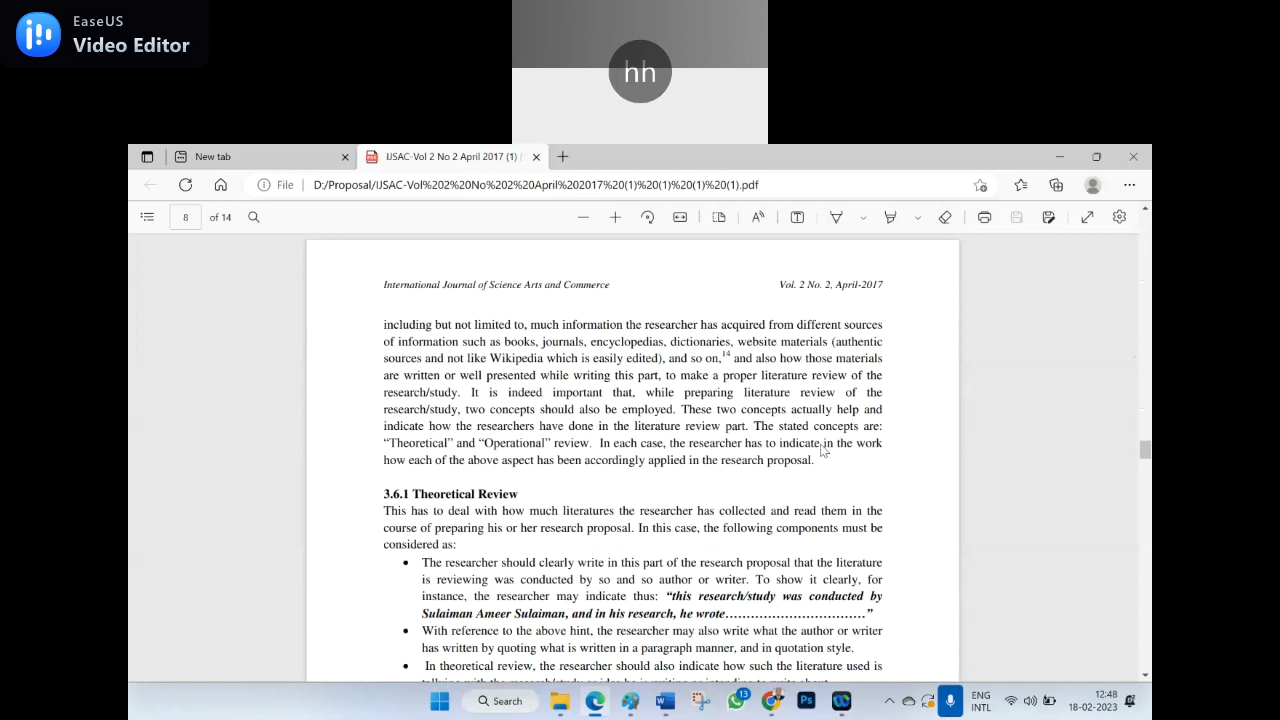 EaseUS
Video Editor
hh
New tab
IJSAC-Vol 2 No 2 April 2017 (1) (
File
D:/Proposal/IJSAC-Vol%202%20No%202%20April%202017%20(1)%20(1)%20(1)%20(1).pdf
8
of 14
International Journal of Science Arts and Commerce
Vol. 2 No. 2, April-2017
including but not limited to, much information the researcher has acquired from different sources
of information such as books, journals, encyclopedias, dictionaries, website materials (authentic
sources and not like Wikipedia which is easily edited), and so on,14 and also how those materials
are written or well presented while writing this part, to make a proper literature review of the
research/study. It is indeed important that, while preparing literature review of the
research/study, two concepts should also be employed. These two concepts actually help and
indicate how the researchers have done in the literature review part. The stated concepts are:
“Theoretical” and “Operational” review. In each case, the researcher has to indicate in the work
how each of the above aspect has been accordingly applied in the research proposal.
3.6.1 Theoretical Review
This has to deal with how much literatures the researcher has collected and read them in the
course of preparing his or her research proposal. In this case, the following components must be
considered as:
• The researcher should clearly write in this part of the research proposal that the literature
is reviewing was conducted by so and so author or writer. To show it clearly, for
instance, the researcher may indicate thus: “this research/study was conducted by
Sulaiman Ameer Sulaiman, and in his research, he wrote……………………………”
• With reference to the above hint, the researcher may also write what the author or writer
has written by quoting what is written in a paragraph manner, and in quotation style.
• In theoretical review, the researcher should also indicate how such the literature used is
Search
13
ENG
INTL
12:48
18-02-2023